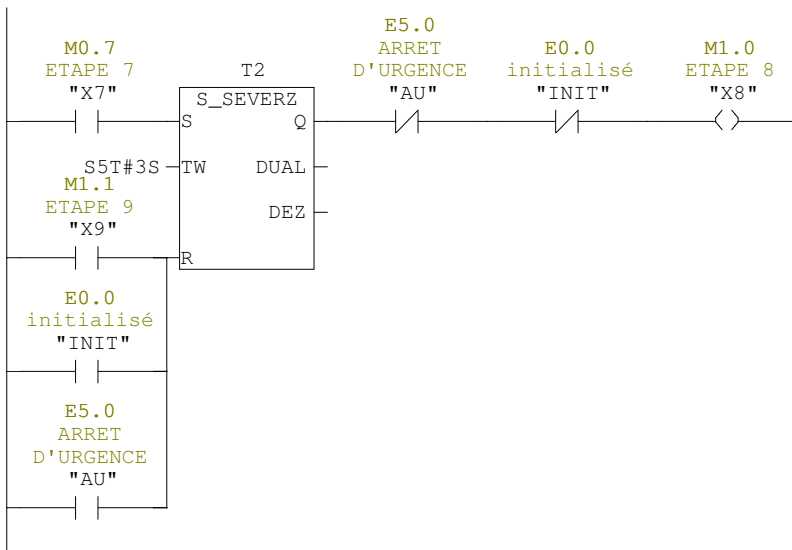 E5.0
M0.7
ARRET
E0.0
M1.0
ETAPE 7
T2
D'URGENCE
initialisé
ETAPE 8
"X7"
S_SEVERZ
"AU"
"INIT"
"X8"
S
Q
S5T#3S
TW
DUAL
M1.1
ETAPE 9
DEZ
"X9"
R
E0.0
initialisé
"INIT"
E5.0
ARRET
D'URGENCE
"AU"